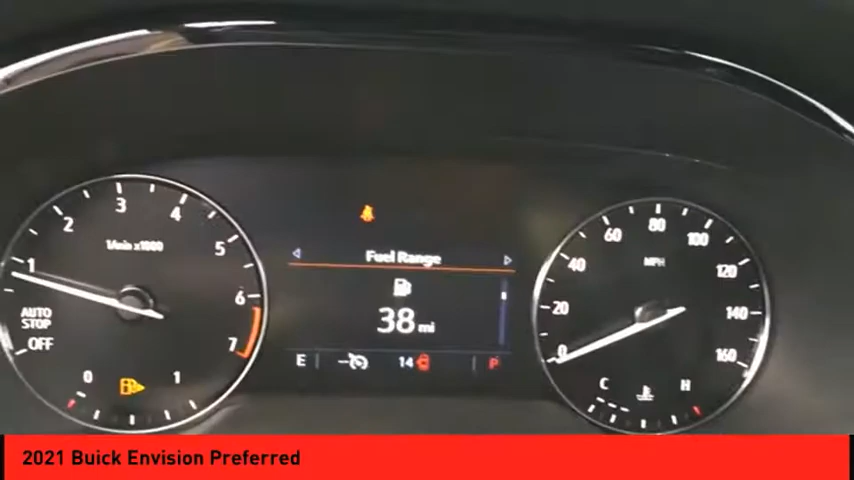 1 2 3 4 5 6 7
1/min x1000
AUTO
STOP
OFF
0 1
Fuel Range
38 mi
E
14
P
0 20 40 60 80 100 120 140 160
MPH
C H
2021 Buick Envision Preferred